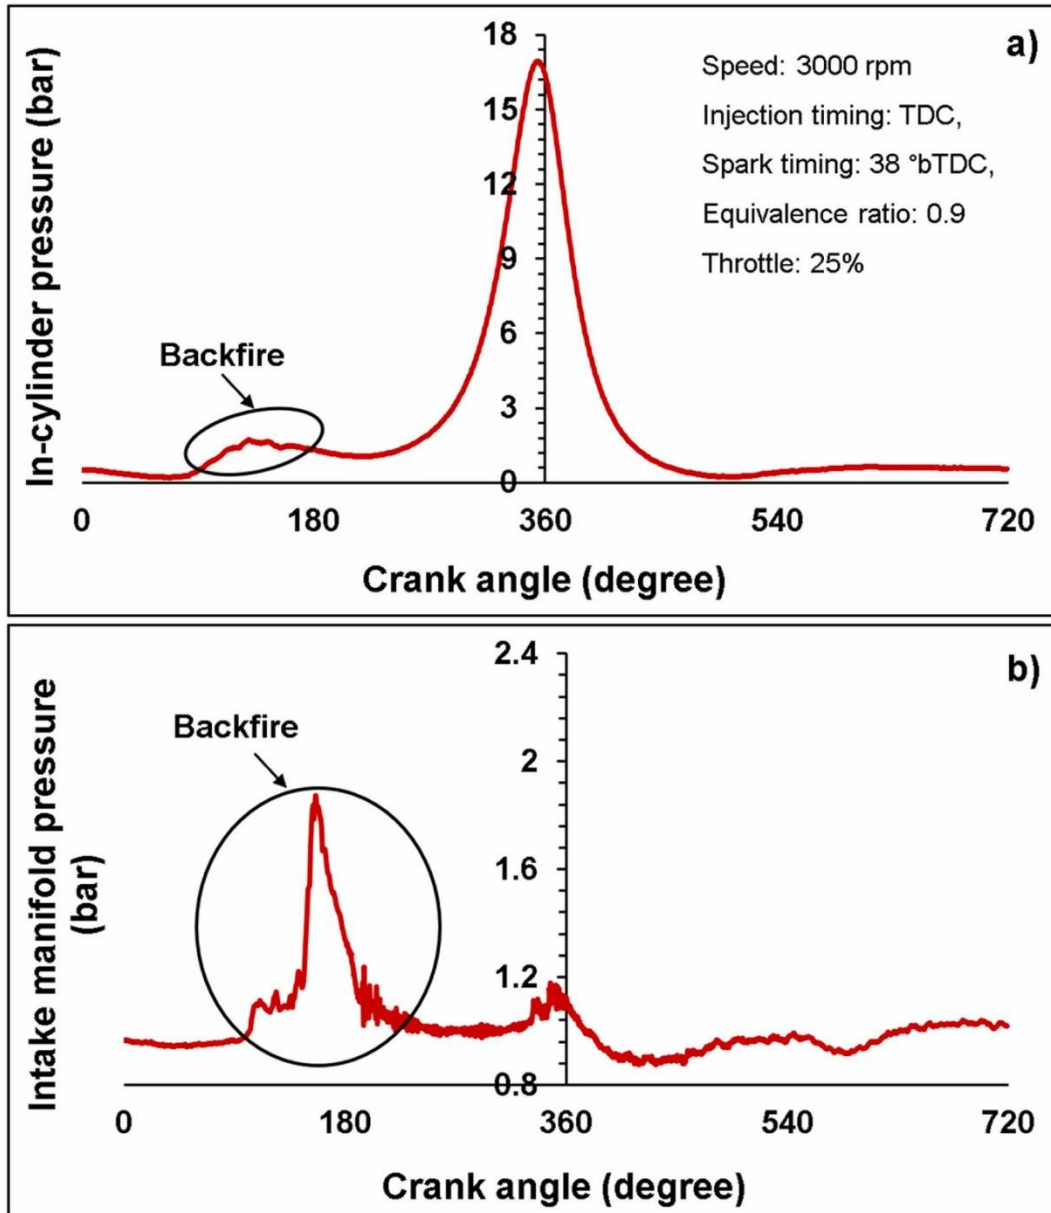 a)
In-cylinder pressure (bar)
18
15
12
9
6
3
0
Speed: 3000 rpm
Injection timing: TDC,
Spark timing: 38 °bTDC,
Equivalence ratio: 0.9
Throttle: 25%
Backfire
0 180 360 540 720
Crank angle (degree)
b)
Intake manifold pressure
(bar)
2.4
2
1.6
1.2
0.8
Backfire
0 180 360 540 720
Crank angle (degree)